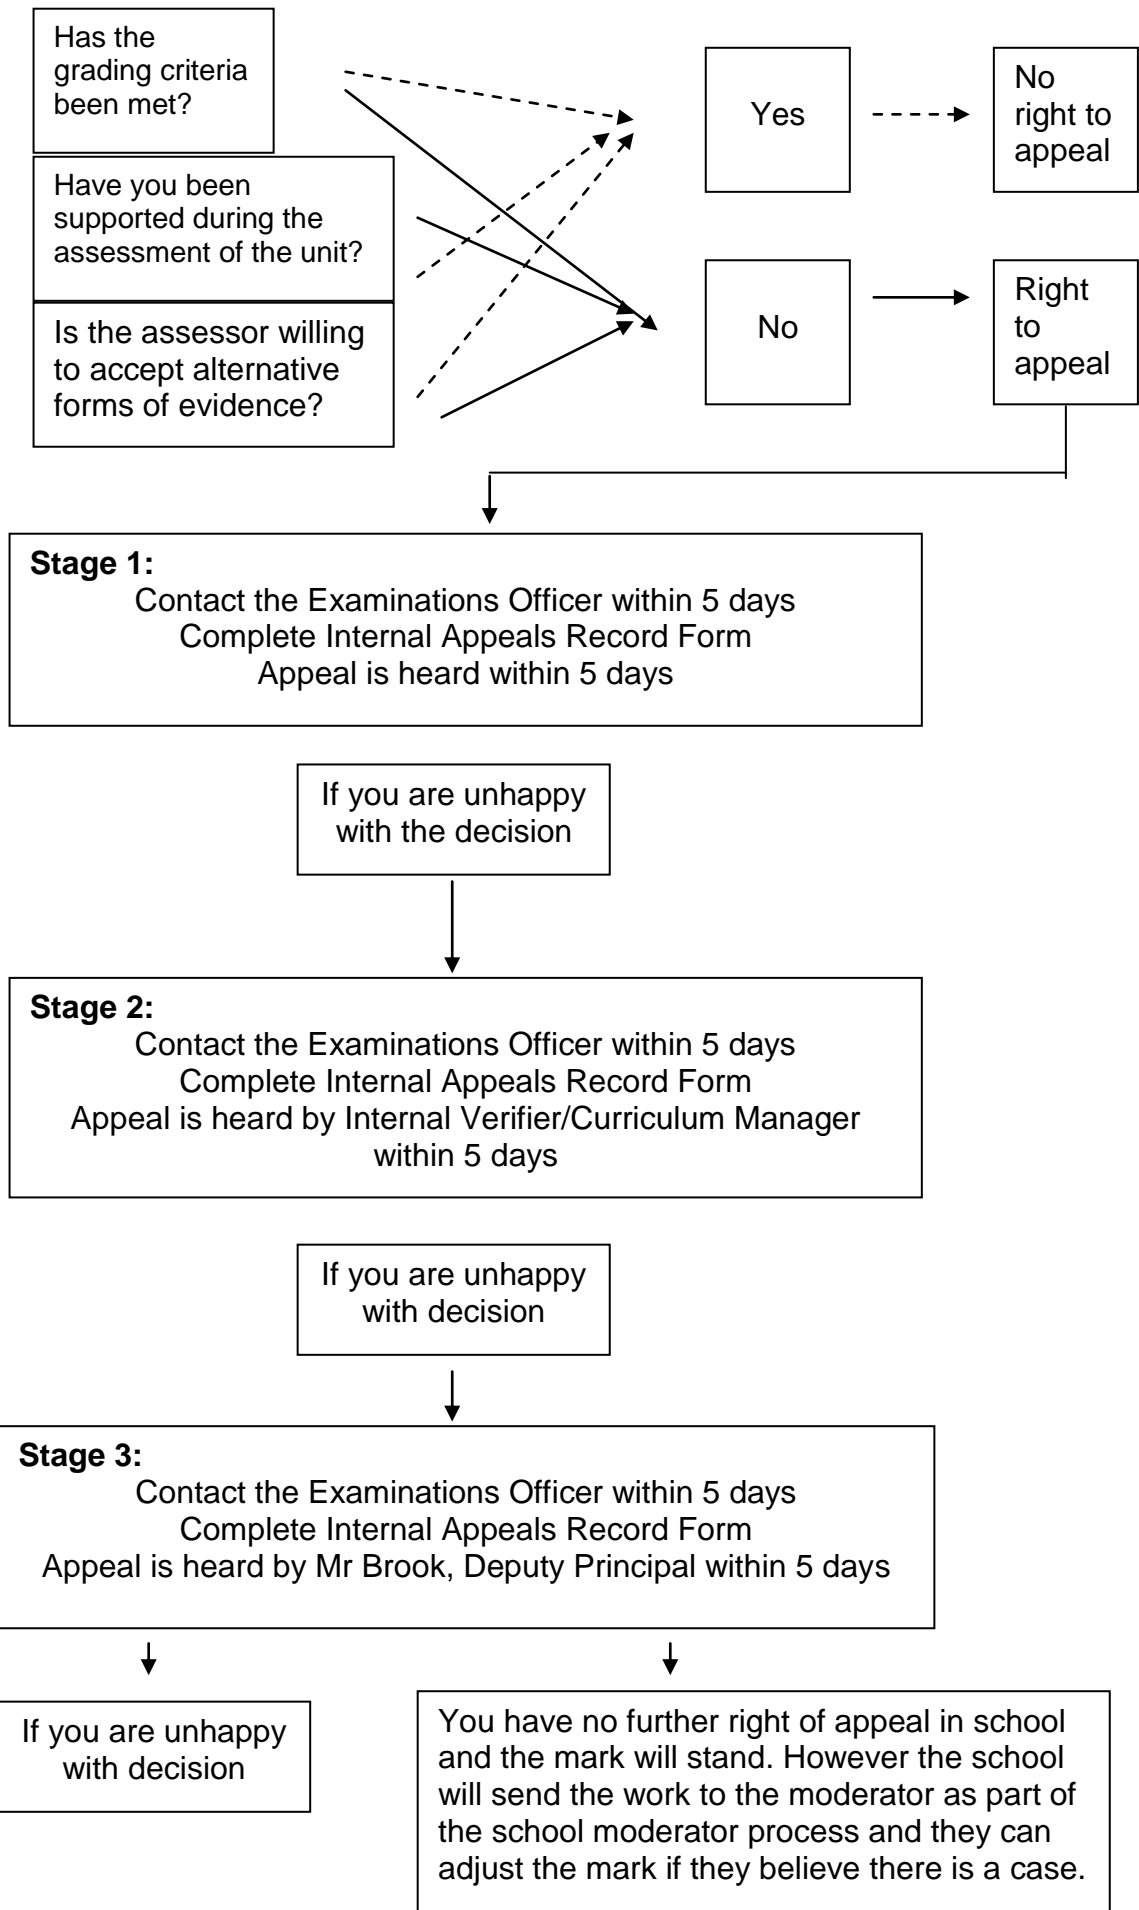 Has the
grading criteria
been met?
Yes
No
right to
appeal
Have you been
supported during the
assessment of the unit?
Is the assessor willing
to accept alternative
forms of evidence?
No
Right
to
appeal
Stage 1:
Contact the Examinations Officer within 5 days
Complete Internal Appeals Record Form
Appeal is heard within 5 days
If you are unhappy
with the decision
Stage 2:
Contact the Examinations Officer within 5 days
Complete Internal Appeals Record Form
Appeal is heard by Internal Verifier/Curriculum Manager
within 5 days
If you are unhappy
with decision
Stage 3:
Contact the Examinations Officer within 5 days
Complete Internal Appeals Record Form
Appeal is heard by Mr Brook, Deputy Principal within 5 days
If you are unhappy
with decision
You have no further right of appeal in school
and the mark will stand. However the school
will send the work to the moderator as part of
the school moderator process and they can
adjust the mark if they believe there is a case.